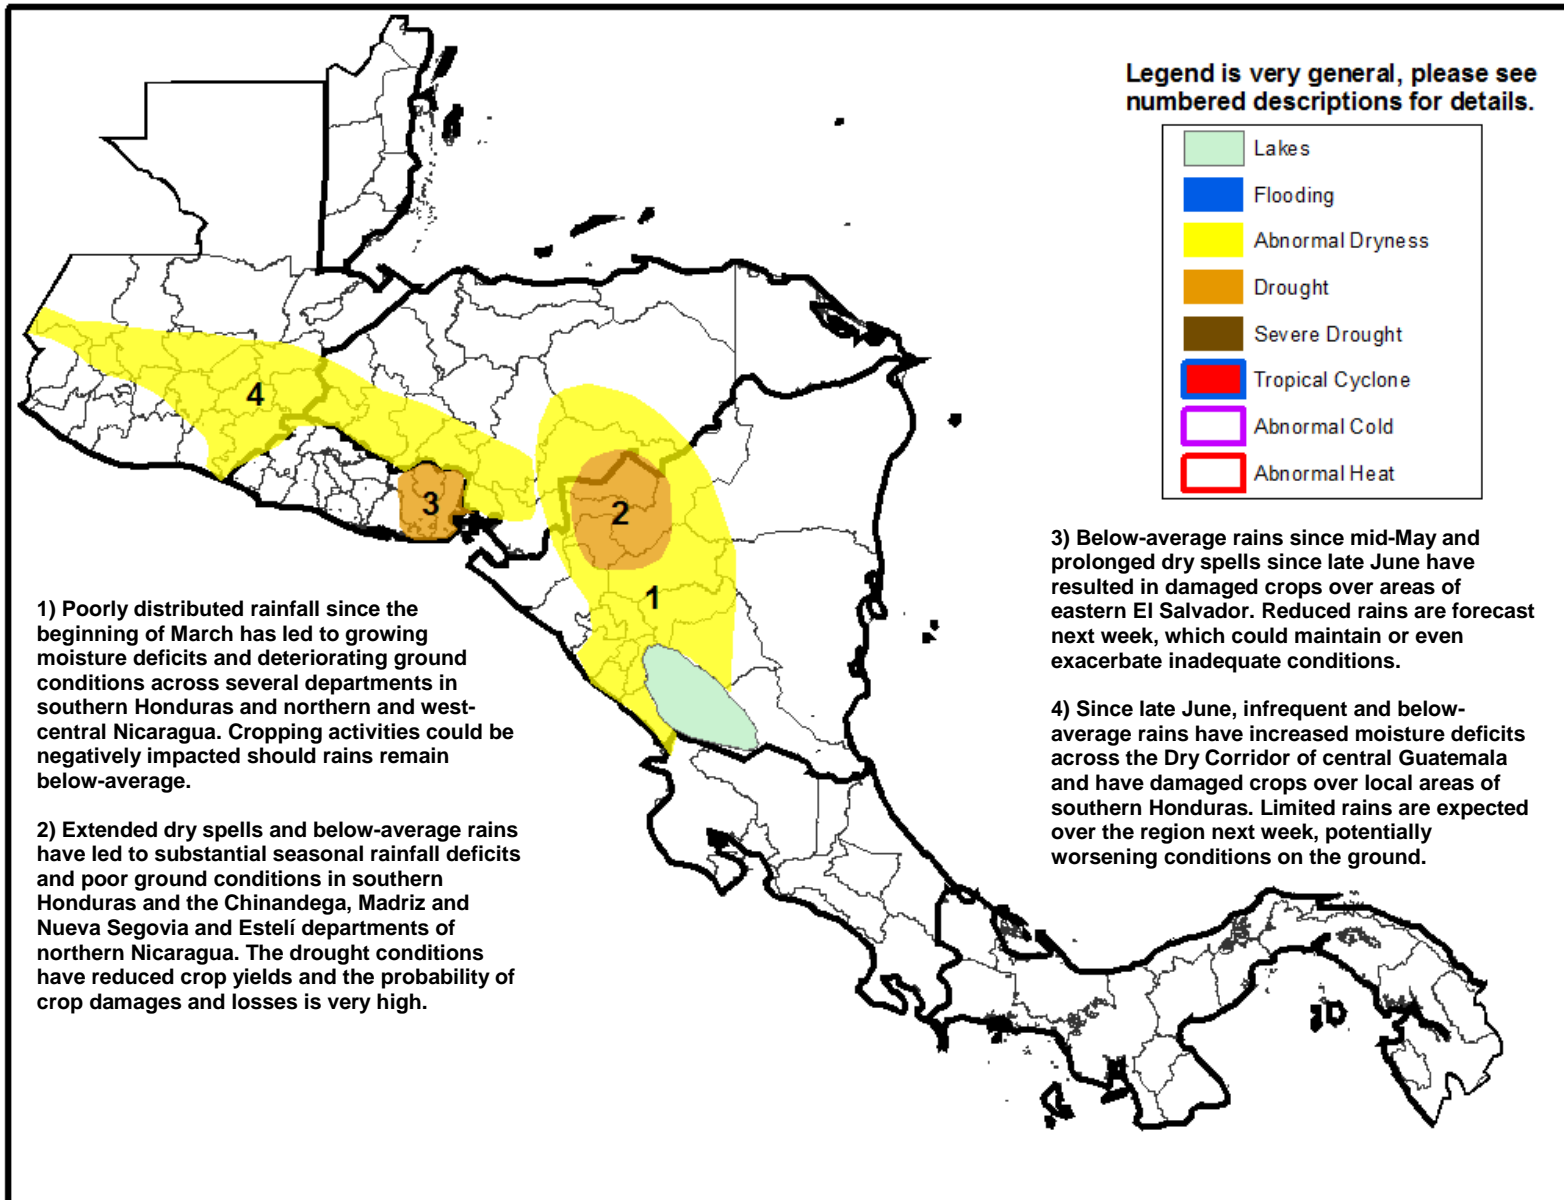 Legend is very general, please see
numbered descriptions for details.
Lakes
Flooding
Abnormal Dryness
Drought
Severe Drought
Tropical Cyclone
Abnormal Cold
Abnormal Heat
4
3
2
1
1) Poorly distributed rainfall since the
beginning of March has led to growing
moisture deficits and deteriorating ground
conditions across several departments in
southern Honduras and northern and west-
central Nicaragua. Cropping activities could be
negatively impacted should rains remain
below-average.
2) Extended dry spells and below-average rains
have led to substantial seasonal rainfall deficits
and poor ground conditions in southern
Honduras and the Chinandega, Madriz and
Nueva Segovia and Estelí departments of
northern Nicaragua. The drought conditions
have reduced crop yields and the probability of
crop damages and losses is very high.
3) Below-average rains since mid-May and
prolonged dry spells since late June have
resulted in damaged crops over areas of
eastern El Salvador. Reduced rains are forecast
next week, which could maintain or even
exacerbate inadequate conditions.
4) Since late June, infrequent and below-
average rains have increased moisture deficits
across the Dry Corridor of central Guatemala
and have damaged crops over local areas of
southern Honduras. Limited rains are expected
over the region next week, potentially
worsening conditions on the ground.